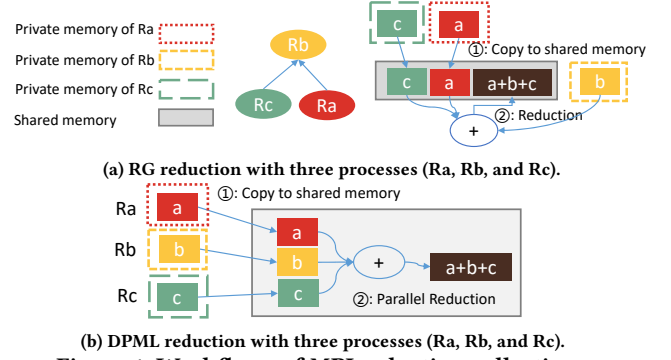 Private memory of Ra
Private memory of Rb
Private memory of Rc
Shared memory
Rb
Rc
Ra
c
a
①: Copy to shared memory
c
a
a+b+c
b
②: Reduction
+
(a) RG reduction with three processes (Ra, Rb, and Rc).
①: Copy to shared memory
Ra
a
a
Rb
b
b
+
a+b+c
Rc
c
c
②: Parallel Reduction
(b) DPML reduction with three processes (Ra, Rb, and Rc).